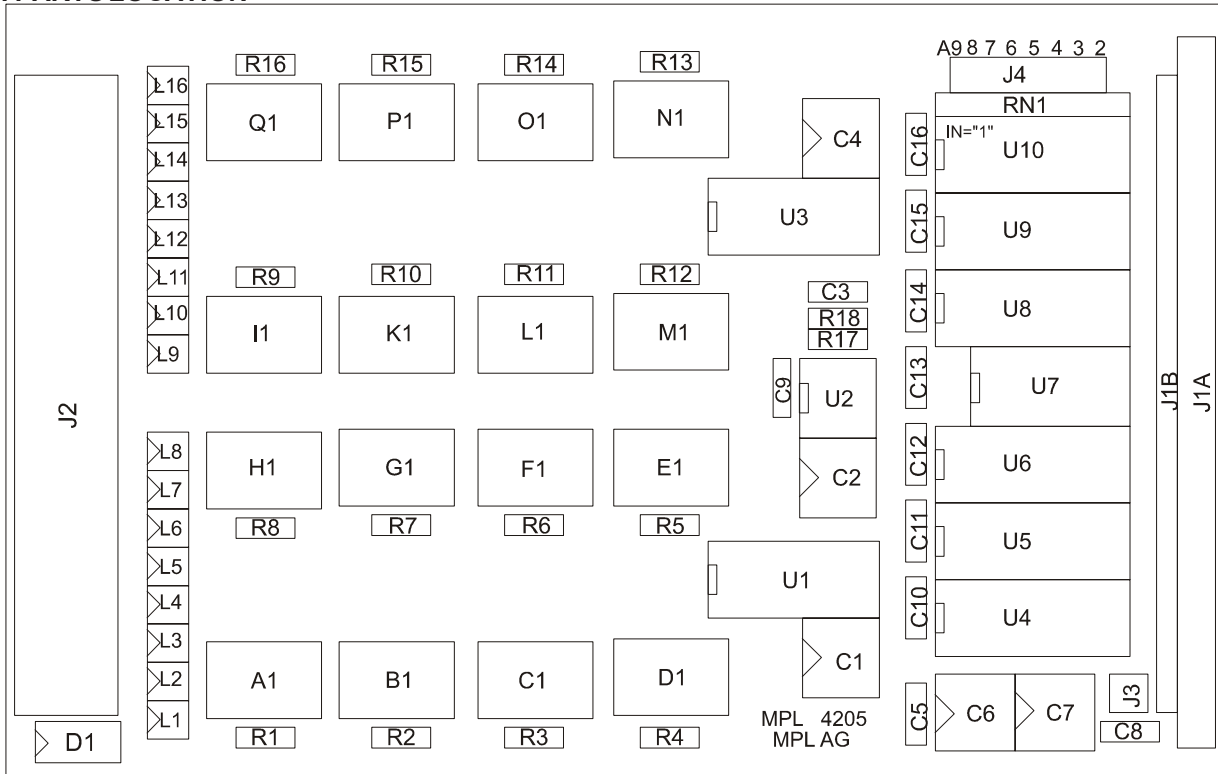 A9 8 7 6 5 4 3 2
R16 R15 R14 R13 J4
L16 RN1
Q1 P1 O1 N1 C4 C16 IN="1" U10
L15
L14
L13 U3 C15 U9
L12
L11 R9 R10 R11 R12 C3 C14 U8
L10 R18
I1 K1 L1 M1 R17
L9
J2 C9 U2 C13 U7 J1B J1A
L8 H1 G1 F1 E1 C2 C12 U6
L7
L6 R8 R7 R6 R5 C11 U5
L5 U1
L4 C10 U4
L3
L2 A1 B1 C1 D1 C1
L1 C5 C6 C7 J3
D1 R1 R2 R3 R4 MPL 4205 C8
MPL AG